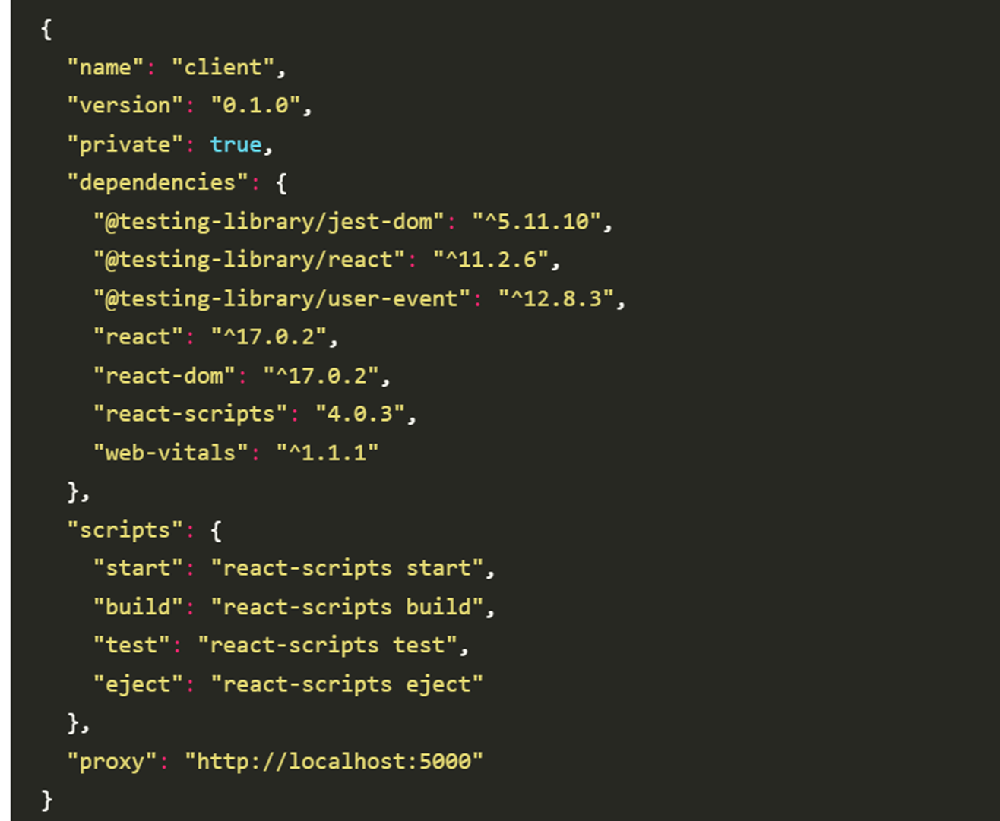 {
  "name": "client",
  "version": "0.1.0",
  "private": true,
  "dependencies": {
    "@testing-library/jest-dom": "^5.11.10",
    "@testing-library/react": "^11.2.6",
    "@testing-library/user-event": "^12.8.3",
    "react": "^17.0.2",
    "react-dom": "^17.0.2",
    "react-scripts": "4.0.3",
    "web-vitals": "^1.1.1"
  },
  "scripts": {
    "start": "react-scripts start",
    "build": "react-scripts build",
    "test": "react-scripts test",
    "eject": "react-scripts eject"
  },
  "proxy": "http://localhost:5000"
}